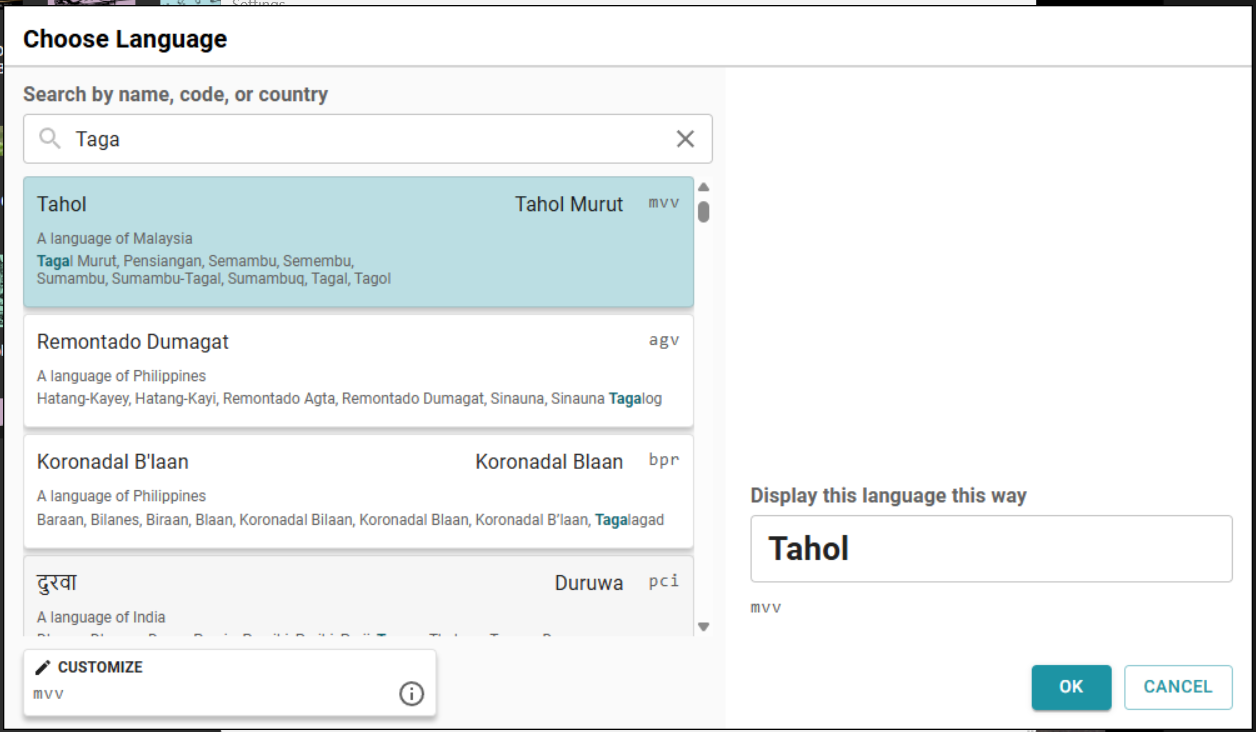 Settings
Choose Language
Search by name, code, or country
Taga
Tahol Tahol Murut mvv
A language of Malaysia
Tagal Murut, Pensiangan, Semambu, Semembu,
Sumambu, Sumambu-Tagal, Sumambuq, Tagal, Tagol
Remontado Dumagat agv
A language of Philippines
Hatang-Kayey, Hatang-Kayi, Remontado Agta, Remontado Dumagat, Sinauna, Sinauna Tagalog
Koronadal B'laan Koronadal Blaan bpr
A language of Philippines
Baraan, Bilanes, Biraan, Blaan, Koronadal Bilaan, Koronadal Blaan, Koronadal B’laan, Tagalagad
दुरवा Duruwa pci
A language of India
CUSTOMIZE
mvv
Display this language this way
Tahol
mvv
OK CANCEL